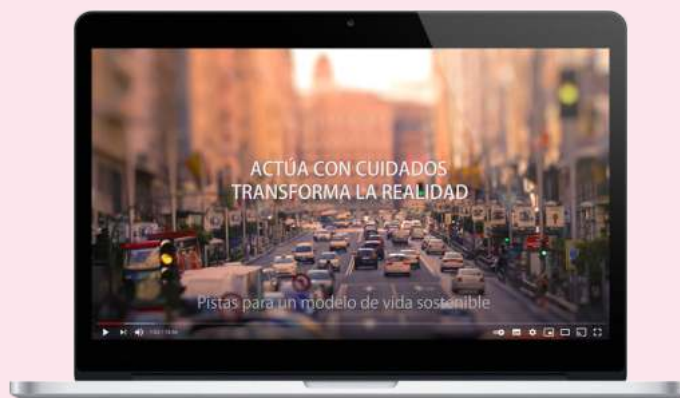 ACTÚA CON CUIDADOS
TRANSFORMA LA REALIDAD
Pistas para un modelo de vida sostenible